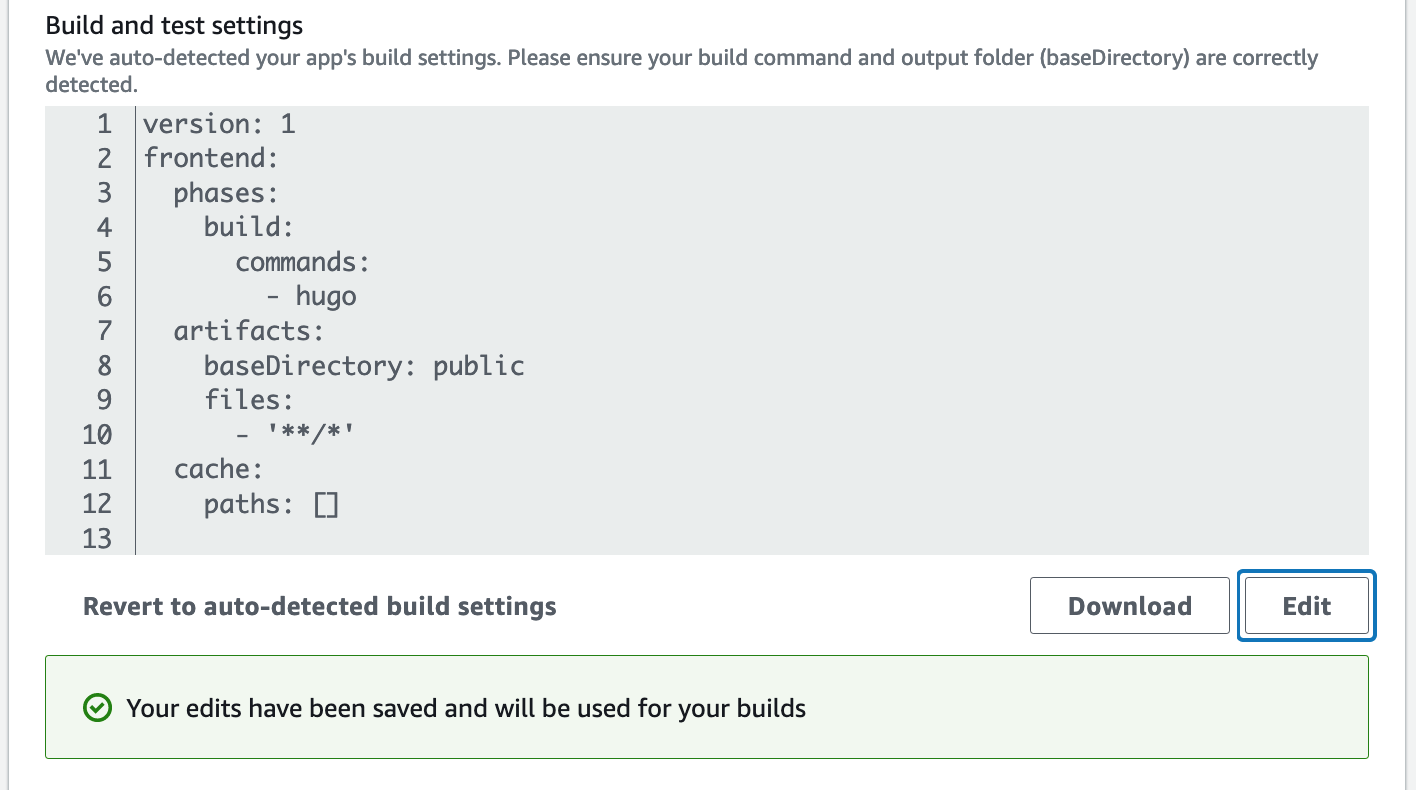 Build and test settings
We've auto-detected your app's build settings. Please ensure your build command and output folder (baseDirectory) are correctly
detected.
1 version: 1
2 frontend:
3   phases:
4     build:
5       commands:
6         - hugo
7   artifacts:
8     baseDirectory: public
9     files:
10       - '**/*'
11   cache:
12     paths: []
13
Revert to auto-detected build settings Download Edit
Your edits have been saved and will be used for your builds